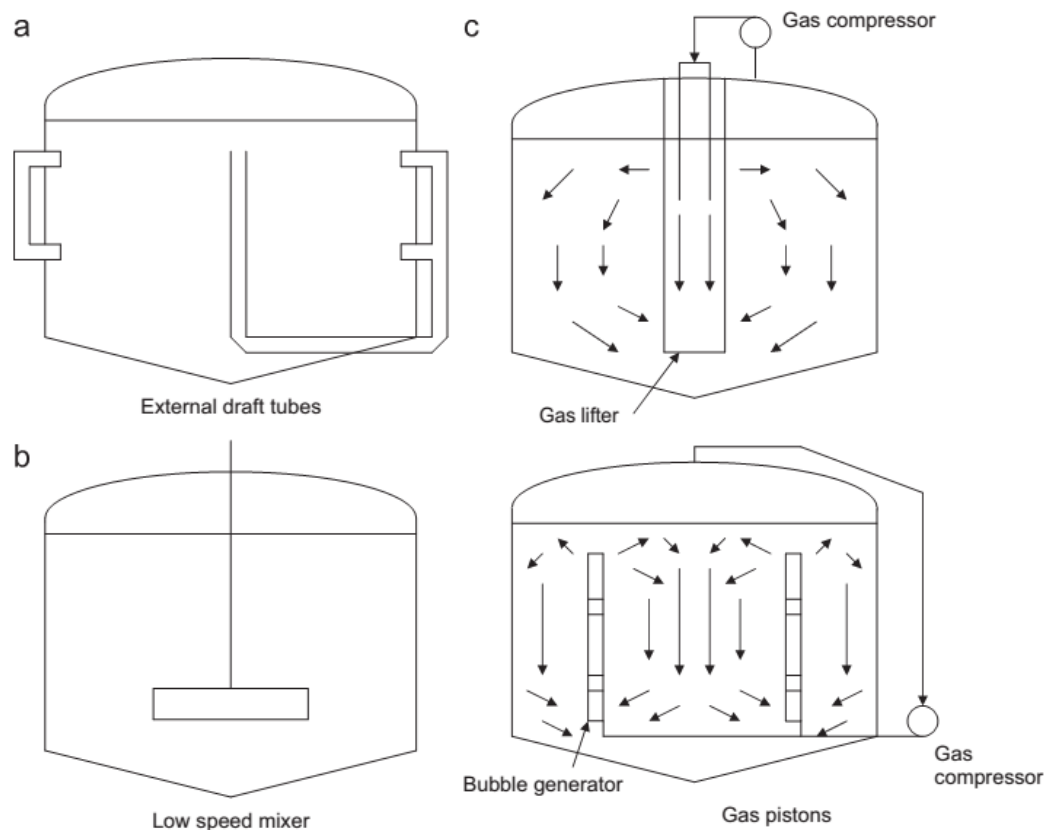 a
External draft tubes
b
Low speed mixer
c
Gas compressor
Gas lifter
Bubble generator
Gas
compressor
Gas pistons